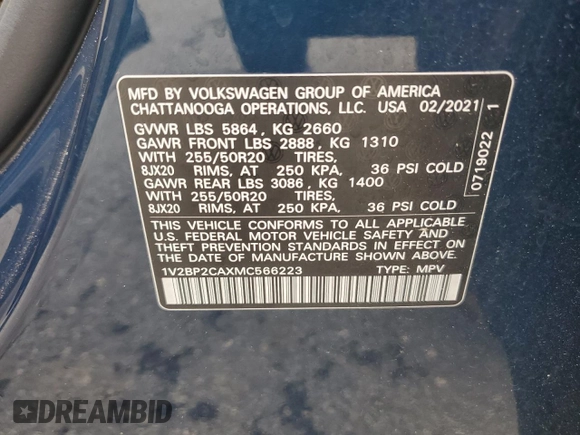 MFD BY VOLKSWAGEN GROUP OF AMERICA
CHATTANOOGA OPERATIONS, LLC. USA 02/2021
GVWR LBS 5864, KG 2660
GAWR FRONT LBS 2888, KG 1310
WITH 255/50R20 TIRES,
8JX20 RIMS, AT 250 KPA, 36 PSI COLD
GAWR REAR LBS 3086, KG 1400
WITH 255/50R20 TIRES,
8JX20 RIMS, AT 250 KPA, 36 PSI COLD
THIS VEHICLE CONFORMS TO ALL APPLICABLE
U.S. FEDERAL MOTOR VEHICLE SAFETY AND
THEFT PREVENTION STANDARDS IN EFFECT ON
THE DATE OF MANUFACTURE SHOWN ABOVE.
1V2BP2CAXMC566223 TYPE: MPV
0719022 1
DREAMBID